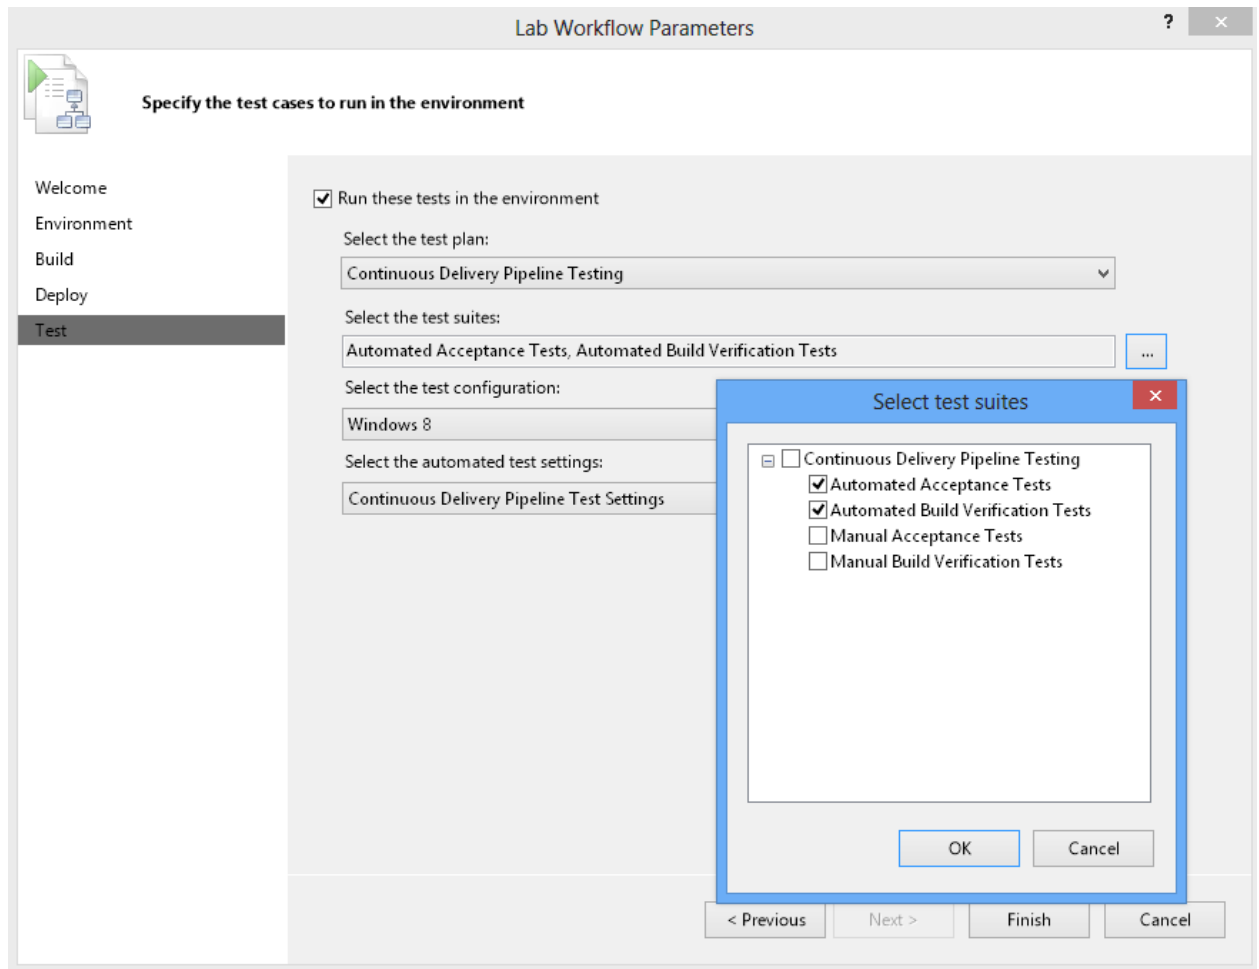 Lab Workflow Parameters
?
Specify the test cases to run in the environment
Welcome
Environment
Build
Deploy
Test
Run these tests in the environment
Select the test plan:
Continuous Delivery Pipeline Testing
Select the test suites:
Automated Acceptance Tests, Automated Build Verification Tests
...
Select the test configuration:
Windows 8
Select the automated test settings:
Continuous Delivery Pipeline Test Settings
Select test suites
Continuous Delivery Pipeline Testing
Automated Acceptance Tests
Automated Build Verification Tests
Manual Acceptance Tests
Manual Build Verification Tests
OK Cancel
< Previous Next > Finish Cancel